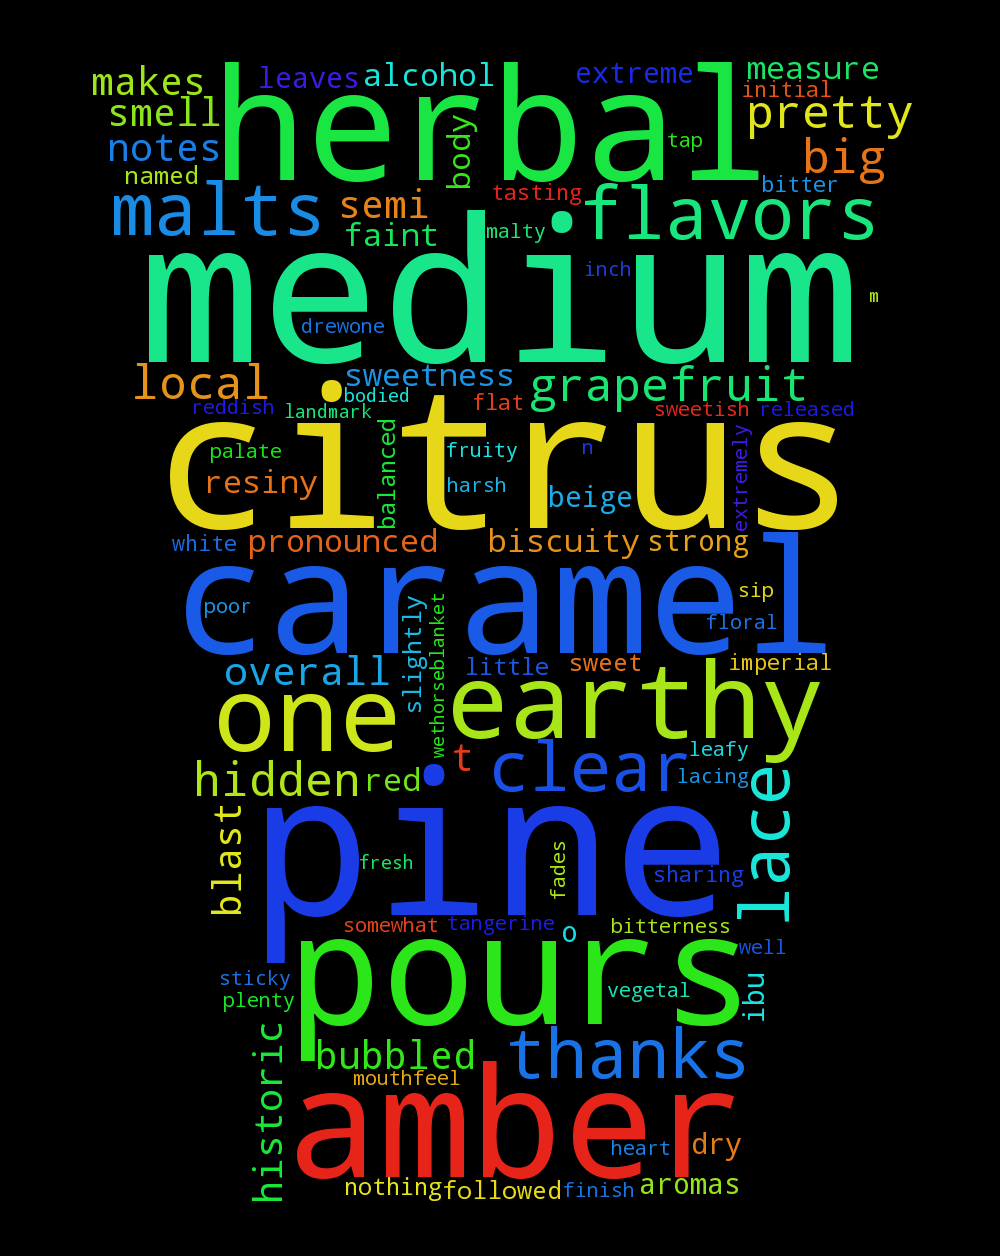 herbal
makes
leaves
alcohol
extreme
measure
initial
smell
pretty
body
tap
notes
big
named
bitter
malts
semi
tasting
flavors
faint
malty
medium
inch
m
drewone
local
sweetness
grapefruit
bodied
reddish
landmark
flat
sweetish
released
citrus
balanced
extremely
palate
fruity
n
resiny
harsh
beige
white
pronounced
biscuity
strong
caramel
sip
poor
slightly
wethorseblanket
floral
overall
little
sweet
imperial
one
earthy
t
clear
leafy
hidden
red
lacing
lace
pine
blast
fresh
fades
sharing
somewhat
tangerine
o
bitterness
pours
well
sticky
plenty
vegetal
ibu
historic
bubbled
thanks
mouthfeel
amber
heart
dry
nothing
followed
finish
aromas